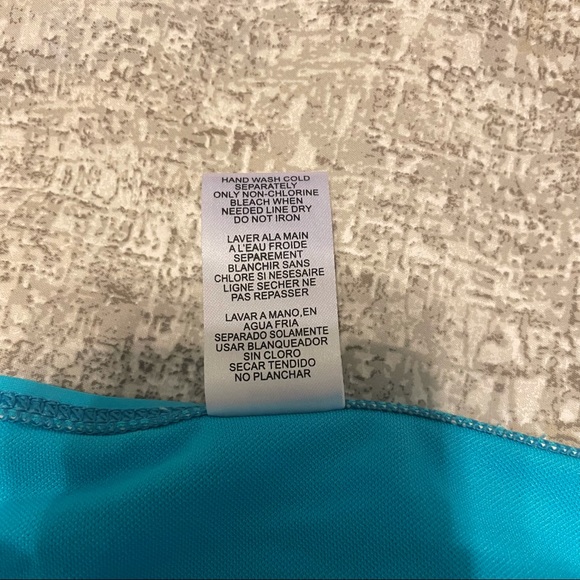 HAND WASH COLD
SEPARATELY
ONLY NON-CHLORINE
BLEACH WHEN
NEEDED LINE DRY
DO NOT IRON
LAVER ALA MAIN
A L'EAU FROIDE
SEPAREMENT
BLANCHIR SANS
CHLORE SI NESESAIRE
LIGNE SECHER NE
PAS REPASSER
LAVAR A MANO,EN
AGUA FRIA
SEPARADO SOLAMENTE
USAR BLANQUEADOR
SIN CLORO
SECAR TENDIDO
NO PLANCHAR